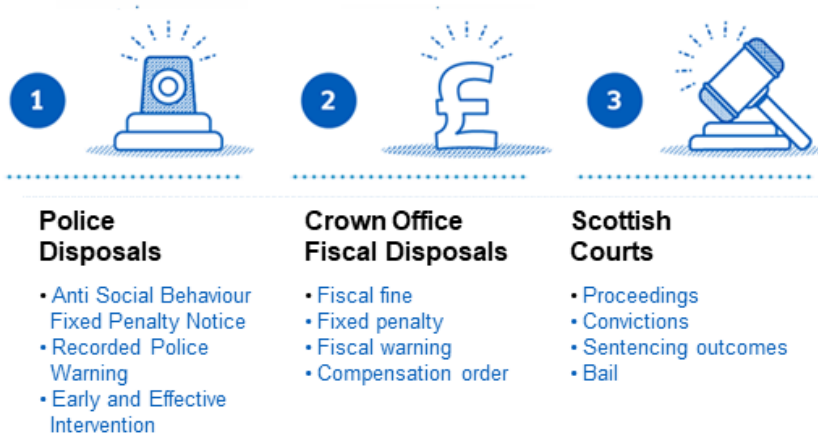 1
2
£
3
Police
Disposals
• Anti Social Behaviour
Fixed Penalty Notice
• Recorded Police
Warning
• Early and Effective
Intervention
Crown Office
Fiscal Disposals
• Fiscal fine
• Fixed penalty
• Fiscal warning
• Compensation order
Scottish
Courts
• Proceedings
• Convictions
• Sentencing outcomes
• Bail